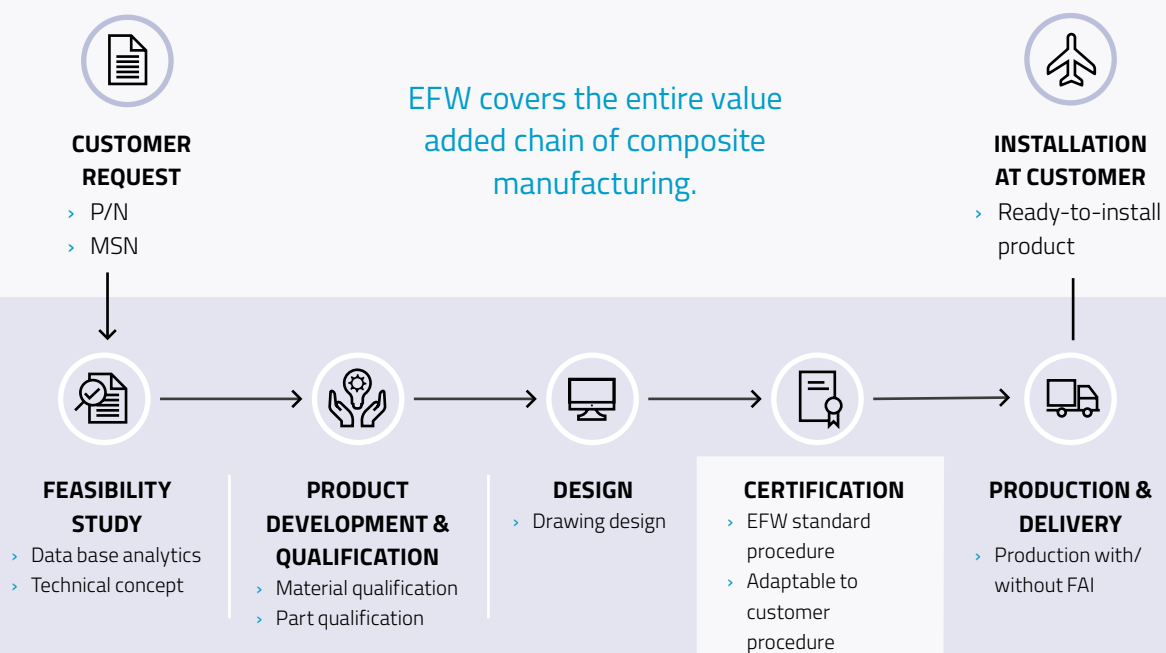 EFW covers the entire value
added chain of composite
manufacturing.
CUSTOMER
REQUEST
› P/N
› MSN
INSTALLATION
AT CUSTOMER
› Ready-to-install
product
FEASIBILITY
STUDY
› Data base analytics
› Technical concept
PRODUCT
DEVELOPMENT &
QUALIFICATION
› Material qualification
› Part qualification
DESIGN
› Drawing design
CERTIFICATION
› EFW standard
procedure
› Adaptable to
customer
procedure
PRODUCTION &
DELIVERY
› Production with/
without FAI